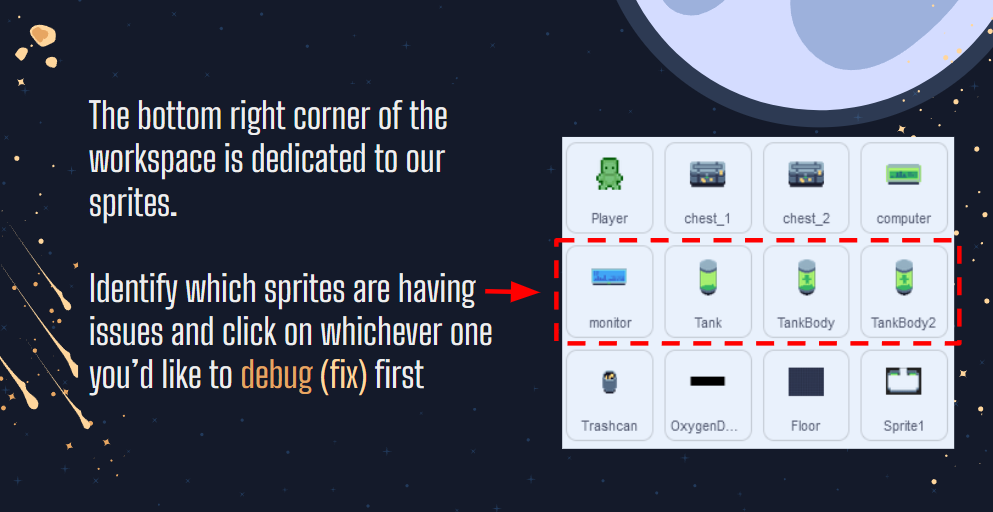 The bottom right corner of the
workspace is dedicated to our
sprites.
Identify which sprites are having
issues and click on whichever one
you'd like to debug (fix) first
Player chest_1 chest_2 computer
monitor Tank TankBody TankBody2
Trashcan OxygenD... Floor Sprite1